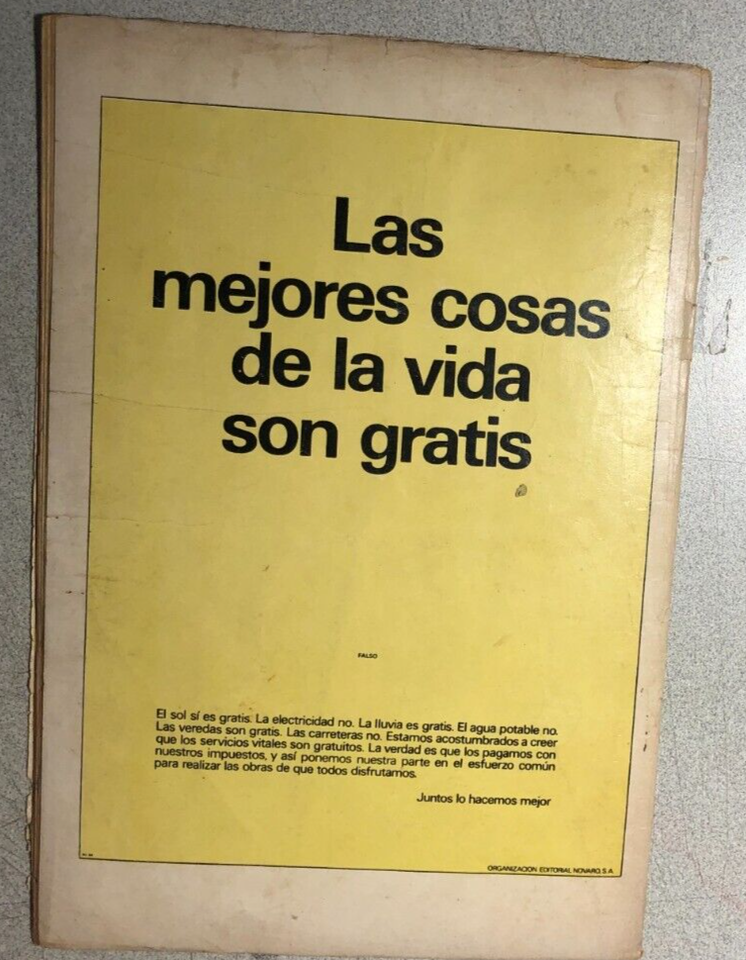 Las
mejores cosas
de la vida
son gratis
FALSO
El sol sí es gratis. La electricidad no. La lluvia es gratis. El agua potable no.
Las veredas son gratis. Las carreteras no. Estamos acostumbrados a creer
que los servicios vitales son gratuitos. La verdad es que los pagamos con
nuestros impuestos, y así ponemos nuestra parte en el esfuerzo común
para realizar las obras de que todos disfrutamos.
Juntos lo hacemos mejor
ORGANIZACION EDITORIAL NOVARO, S.A.